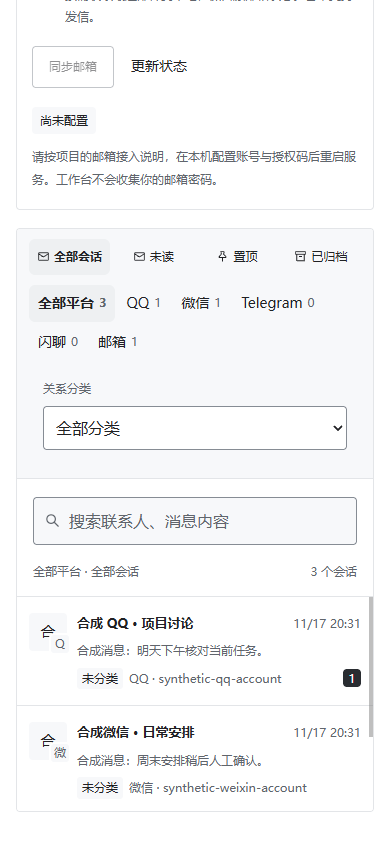 发信。
同步邮箱 更新状态
尚未配置
请按项目的邮箱接入说明，在本机配置账号与授权码后重启服
务。工作台不会收集你的邮箱密码。
全部会话 未读 置顶 已归档
全部平台 3 QQ 1 微信 1 Telegram 0
闪聊 0 邮箱 1
关系分类
全部分类
搜索联系人、消息内容
全部平台 · 全部会话 3 个会话
合 Q 合成 QQ • 项目讨论 11/17 20:31
合成消息：明天下午核对当前任务。
未分类 QQ · synthetic-qq-account 1
合 微 合成微信 • 日常安排 11/17 20:31
合成消息：周末安排稍后人工确认。
未分类 微信 · synthetic-weixin-account